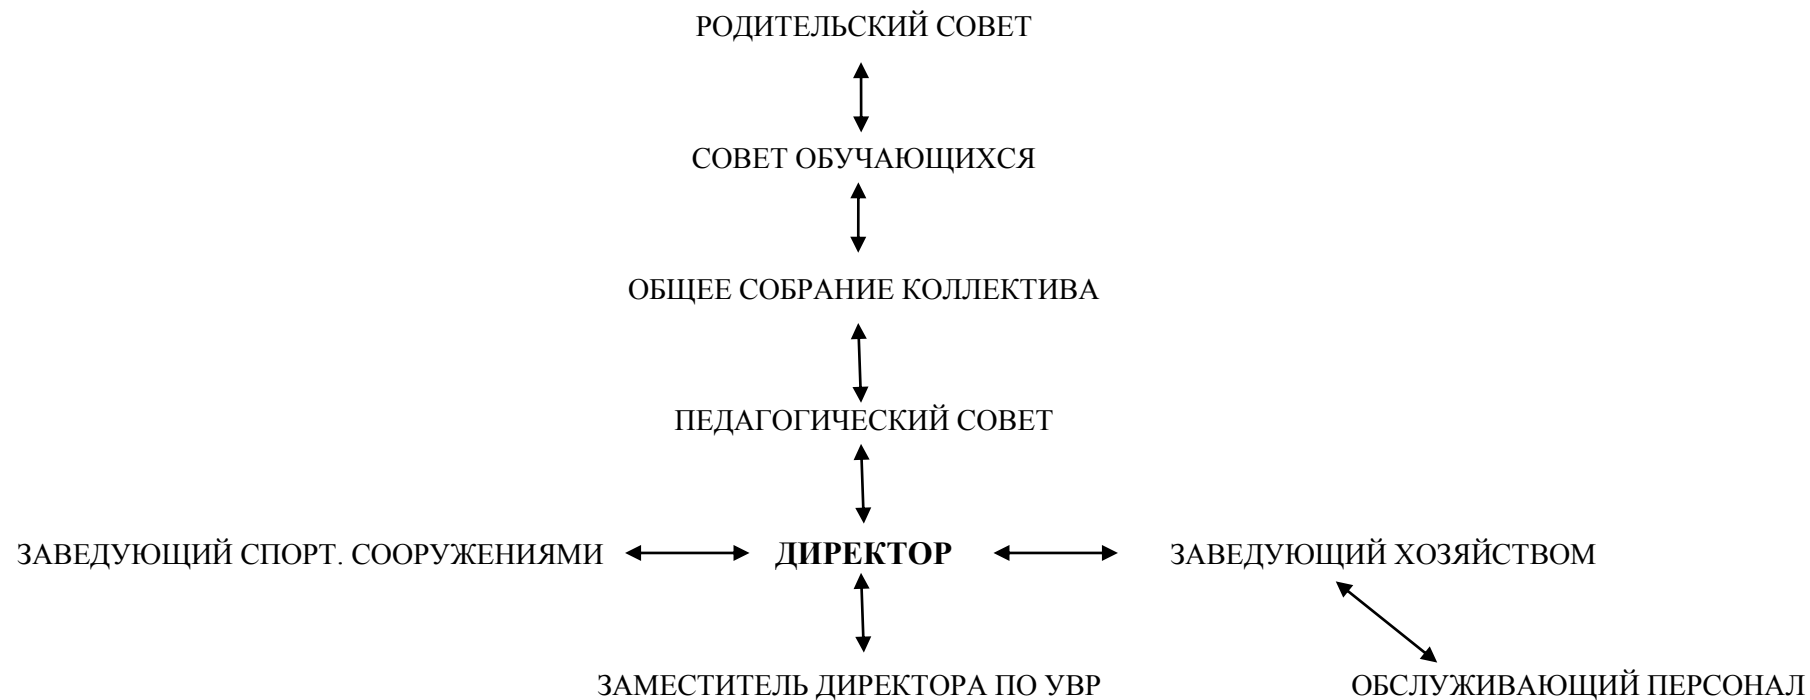 РОДИТЕЛЬСКИЙ СОВЕТ
СОВЕТ ОБУЧАЮЩИХСЯ
ОБЩЕЕ СОБРАНИЕ КОЛЛЕКТИВА
ПЕДАГОГИЧЕСКИЙ СОВЕТ
ЗАВЕДУЮЩИЙ СПОРТ. СООРУЖЕНИЯМИ ДИРЕКТОР ЗАВЕДУЮЩИЙ ХОЗЯЙСТВОМ
ЗАМЕСТИТЕЛЬ ДИРЕКТОРА ПО УВР ОБСЛУЖИВАЮЩИЙ ПЕРСОНАЛ